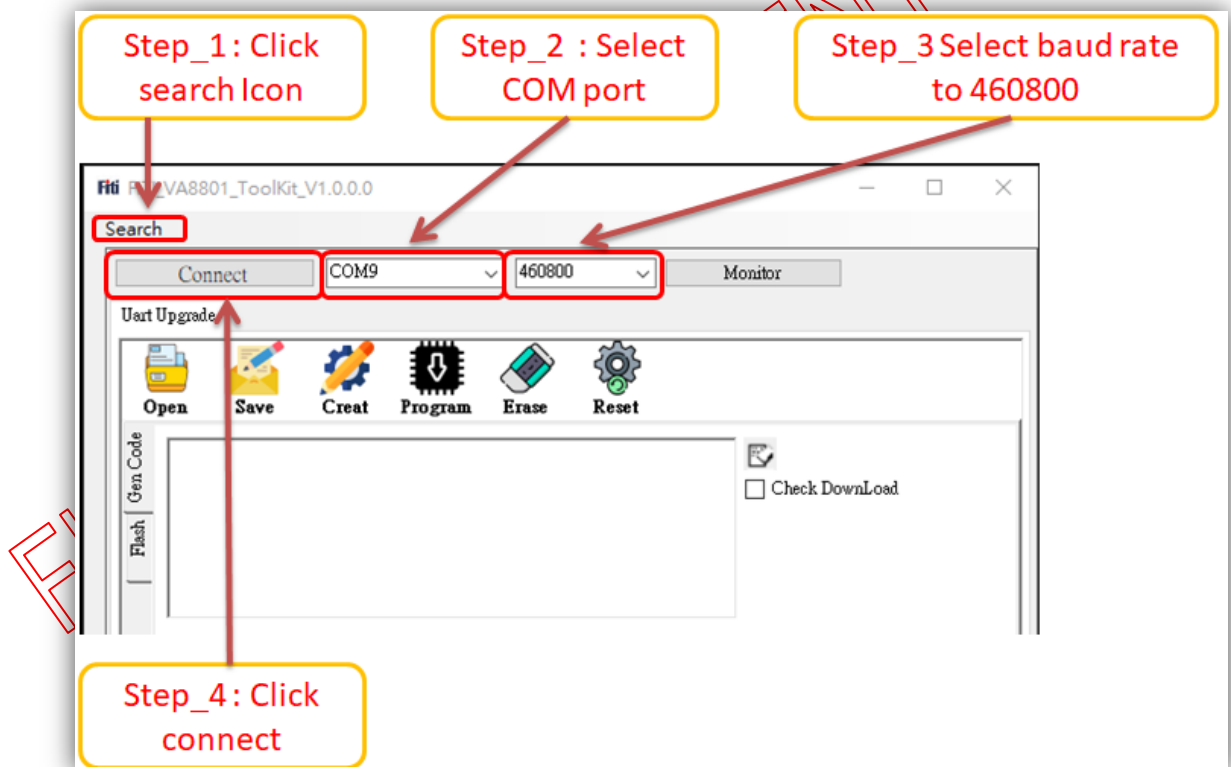 Step_1 : Click
search Icon
Step_2 : Select
COM port
Step_3 Select baud rate
to 460800
Fiti VA8801_ToolKit_V1.0.0.0
Search
Connect
COM9
460800
Monitor
Uart Upgrade
Open
Save
Creat
Program
Erase
Reset
Gen Code
Flash
Check DownLoad
Step_4 : Click
connect